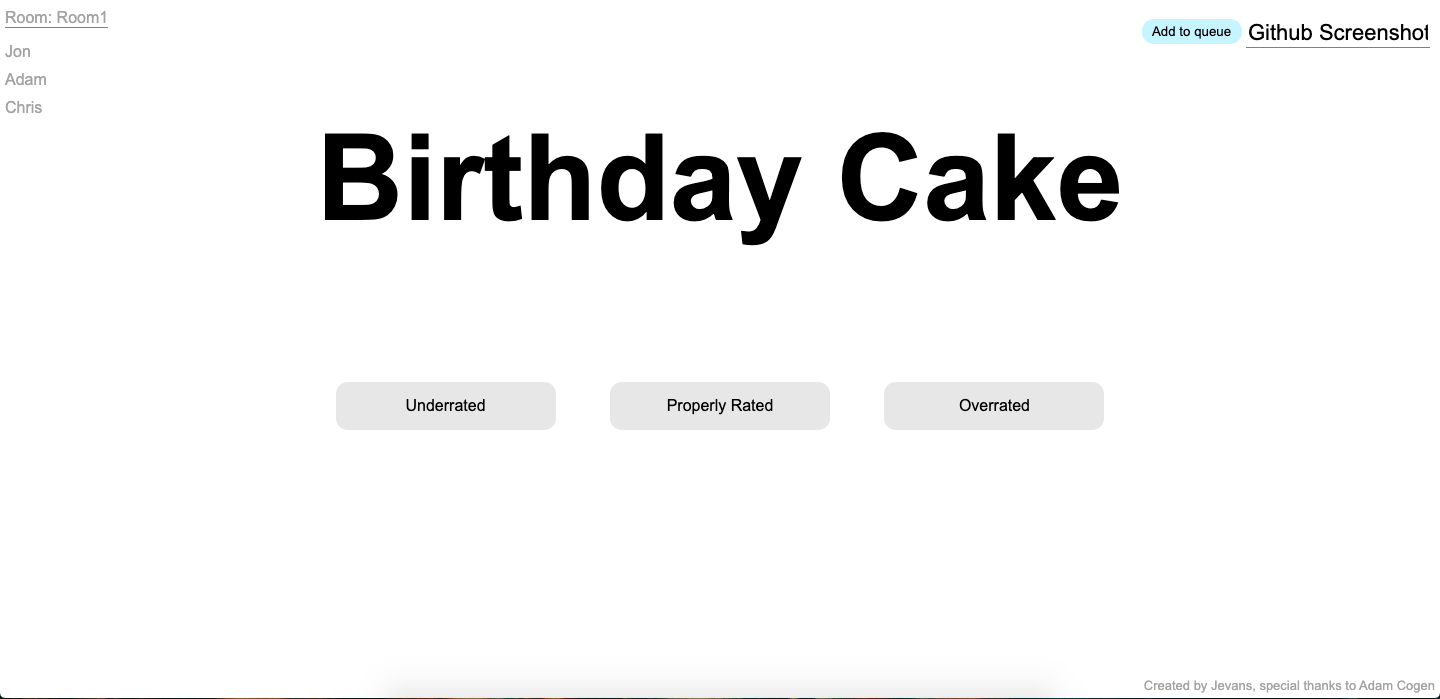 Room: Room1
Jon
Adam
Chris
Add to queue
Github Screenshot
Birthday Cake
Underrated
Properly Rated
Overrated
Created by Jevans, special thanks to Adam Cogen